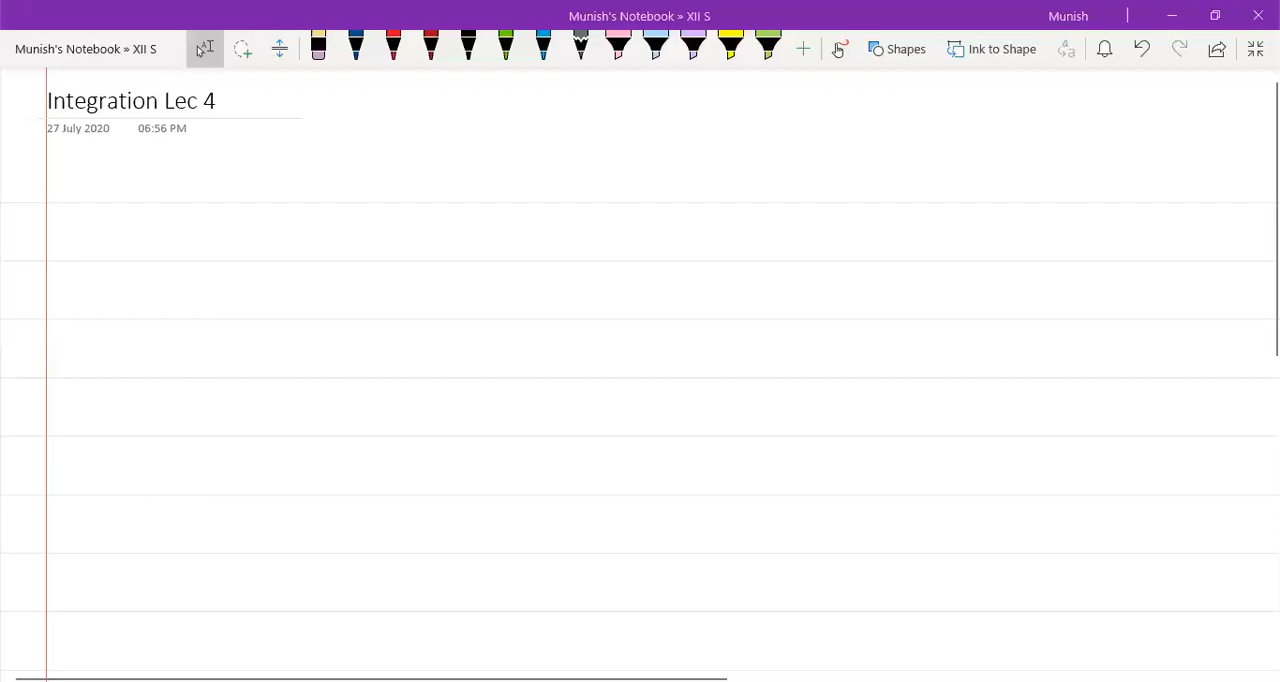 Munish's Notebook » XII S
Munish
Munish's Notebook » XII S
Shapes
Ink to Shape
Integration Lec 4
27 July 2020 06:56 PM